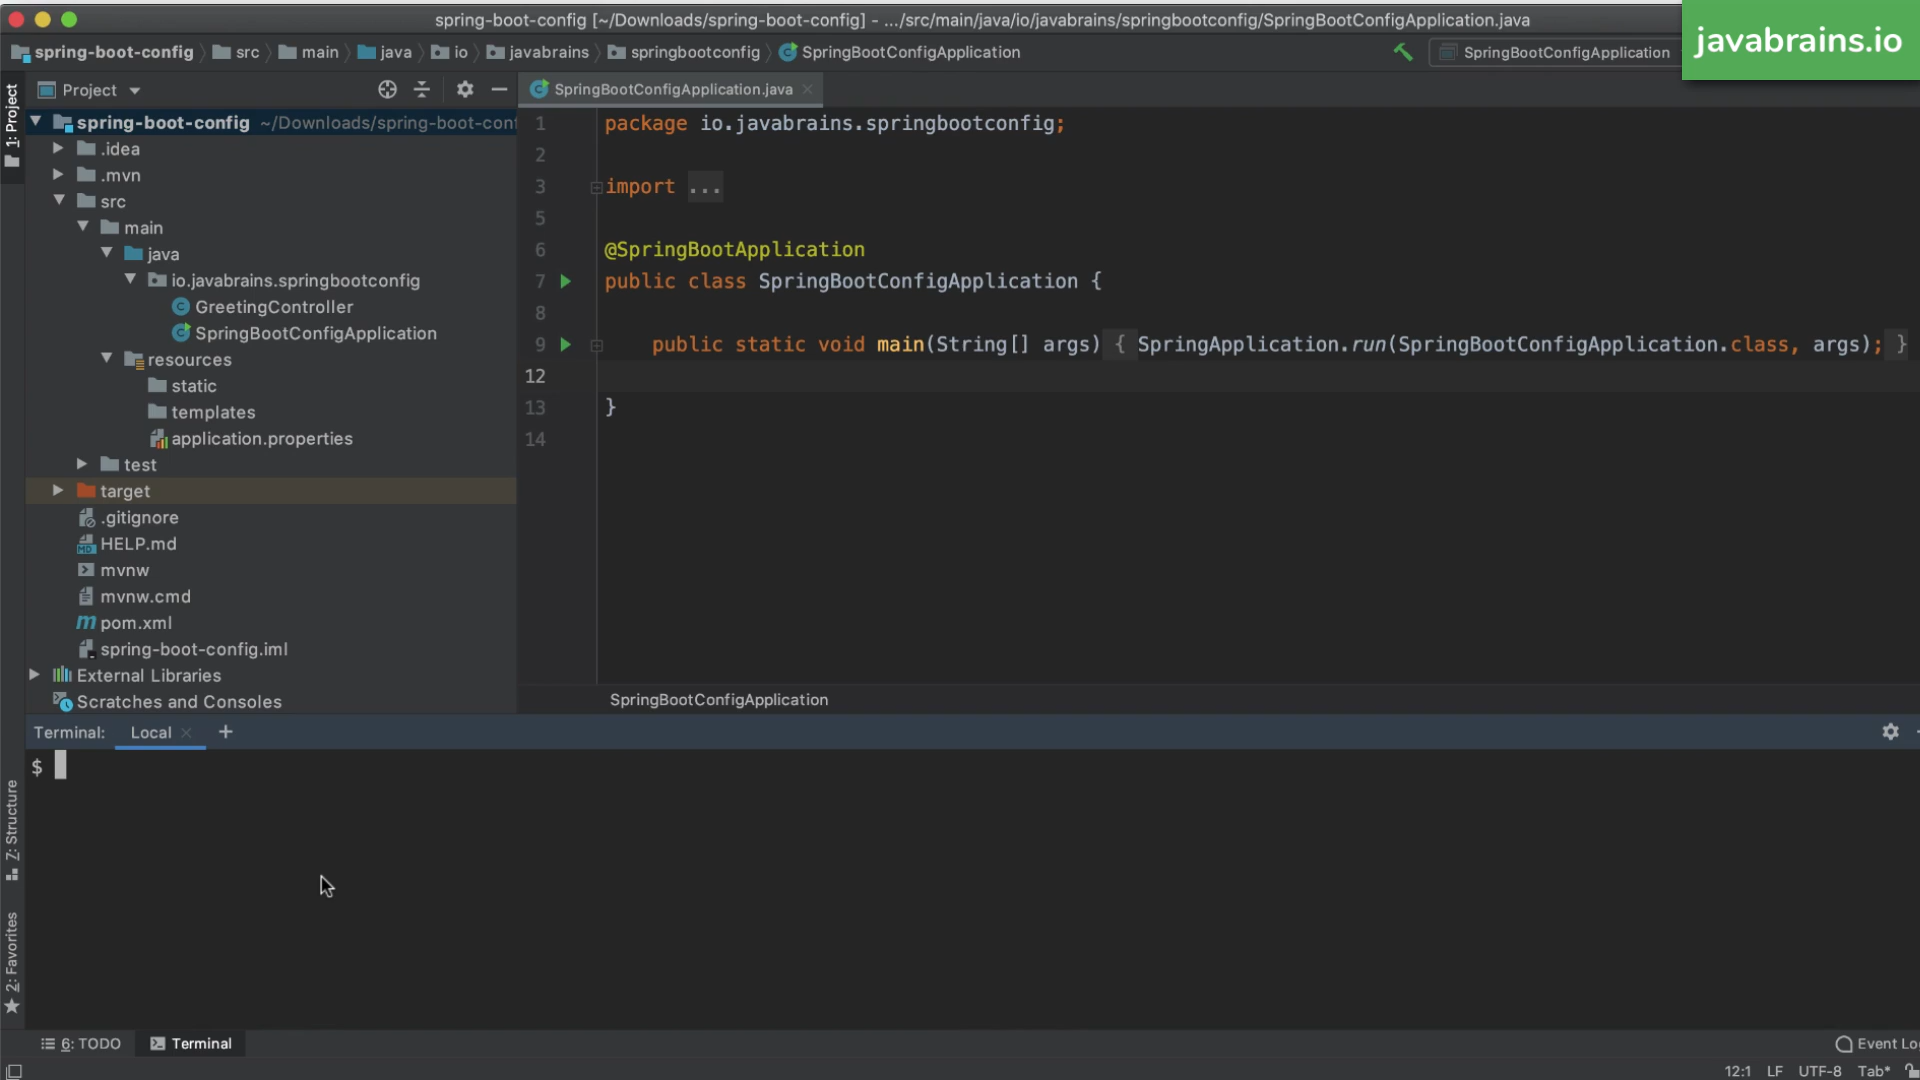 spring-boot-config [~/Downloads/spring-boot-config] - .../src/main/java/io/javabrains/springbootconfig/SpringBootConfigApplication.java
javabrains.io
spring-boot-config src main java io javabrains springbootconfig SpringBootConfigApplication
SpringBootConfigApplication
1: Project
Project
SpringBootConfigApplication.java
spring-boot-config ~/Downloads/spring-boot-conf
.idea
.mvn
src
main
java
io.javabrains.springbootconfig
GreetingController
SpringBootConfigApplication
resources
static
templates
application.properties
test
target
.gitignore
HELP.md
mvnw
mvnw.cmd
pom.xml
spring-boot-config.iml
External Libraries
Scratches and Consoles
1 package io.javabrains.springbootconfig;
2
3 import ...
5
6 @SpringBootApplication
7 public class SpringBootConfigApplication {
8
9 public static void main(String[] args) { SpringApplication.run(SpringBootConfigApplication.class, args); }
12
13 }
14
SpringBootConfigApplication
Terminal: Local +
$
Z: Structure
2: Favorites
6: TODO
Terminal
Event Lo
12:1 LF UTF-8 Tab*